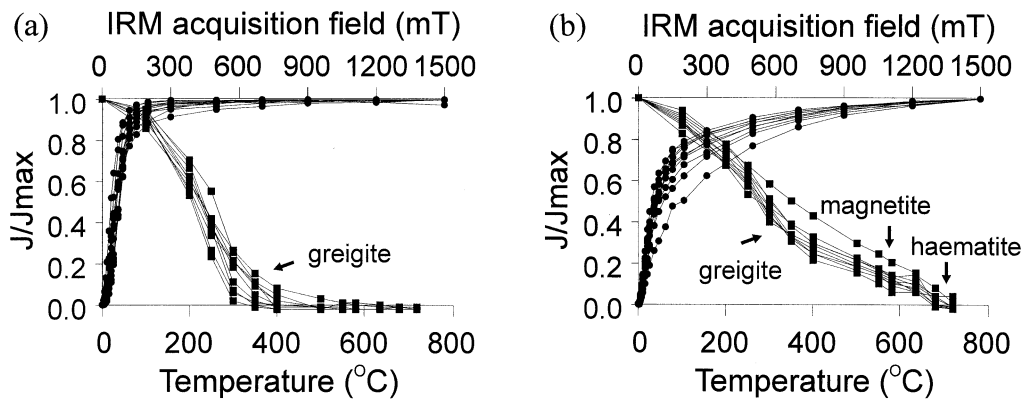 (a)
IRM acquisition field (mT)
0 300 600 900 1200 1500
1.0
0.8
0.6
0.4
0.2
0.0
J/Jmax
greigite
0 200 400 600 800
Temperature (°C)
(b)
IRM acquisition field (mT)
0 300 600 900 1200 1500
1.0
0.8
0.6
0.4
0.2
0.0
J/Jmax
magnetite
haematite
greigite
0 200 400 600 800
Temperature (°C)